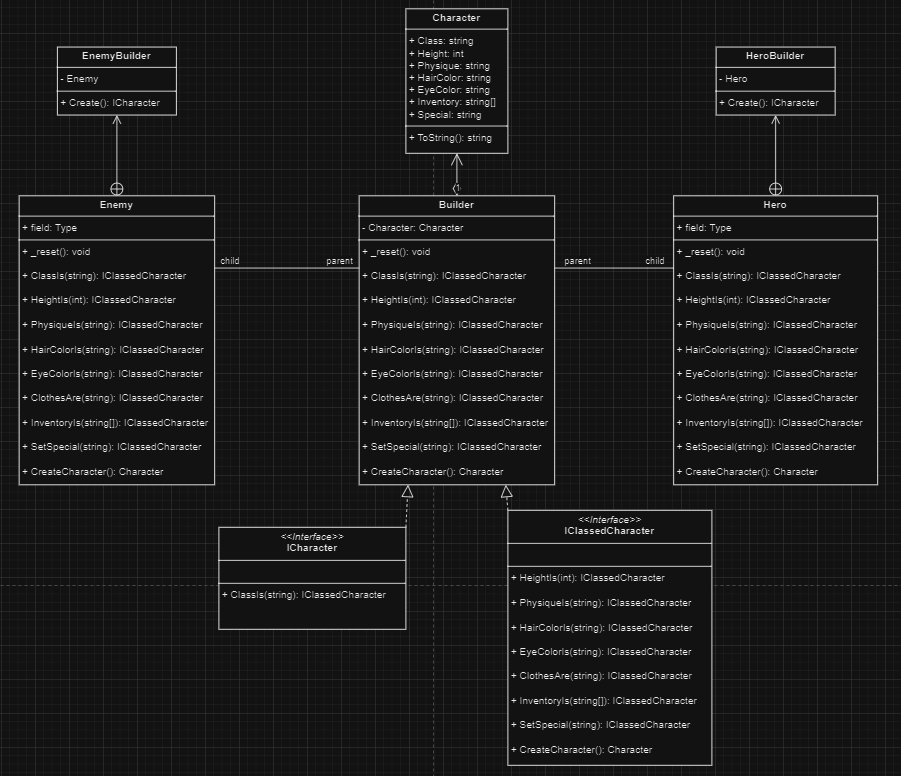 Character
+ Class: string
+ Height: int
+ Physique: string
+ HairColor: string
+ EyeColor: string
+ Inventory: string[]
+ Special: string
+ ToString(): string
EnemyBuilder
- Enemy
+ Create(): ICharacter
HeroBuilder
- Hero
+ Create(): ICharacter
Enemy
+ field: Type
+ _reset(): void
+ ClassIs(string): IClassedCharacter
+ HeightIs(int): IClassedCharacter
+ PhysiqueIs(string): IClassedCharacter
+ HairColorIs(string): IClassedCharacter
+ EyeColorIs(string): IClassedCharacter
+ ClothesAre(string): IClassedCharacter
+ InventoryIs(string[]): IClassedCharacter
+ SetSpecial(string): IClassedCharacter
+ CreateCharacter(): Character
child
parent
1
Builder
- Character: Character
+ _reset(): void
+ ClassIs(string): IClassedCharacter
+ HeightIs(int): IClassedCharacter
+ PhysiqueIs(string): IClassedCharacter
+ HairColorIs(string): IClassedCharacter
+ EyeColorIs(string): IClassedCharacter
+ ClothesAre(string): IClassedCharacter
+ InventoryIs(string[]): IClassedCharacter
+ SetSpecial(string): IClassedCharacter
+ CreateCharacter(): Character
parent
child
Hero
+ field: Type
+ _reset(): void
+ ClassIs(string): IClassedCharacter
+ HeightIs(int): IClassedCharacter
+ PhysiqueIs(string): IClassedCharacter
+ HairColorIs(string): IClassedCharacter
+ EyeColorIs(string): IClassedCharacter
+ ClothesAre(string): IClassedCharacter
+ InventoryIs(string[]): IClassedCharacter
+ SetSpecial(string): IClassedCharacter
+ CreateCharacter(): Character
<<Interface>>
ICharacter
+ ClassIs(string): IClassedCharacter
<<Interface>>
IClassedCharacter
+ HeightIs(int): IClassedCharacter
+ PhysiqueIs(string): IClassedCharacter
+ HairColorIs(string): IClassedCharacter
+ EyeColorIs(string): IClassedCharacter
+ ClothesAre(string): IClassedCharacter
+ InventoryIs(string[]): IClassedCharacter
+ SetSpecial(string): IClassedCharacter
+ CreateCharacter(): Character